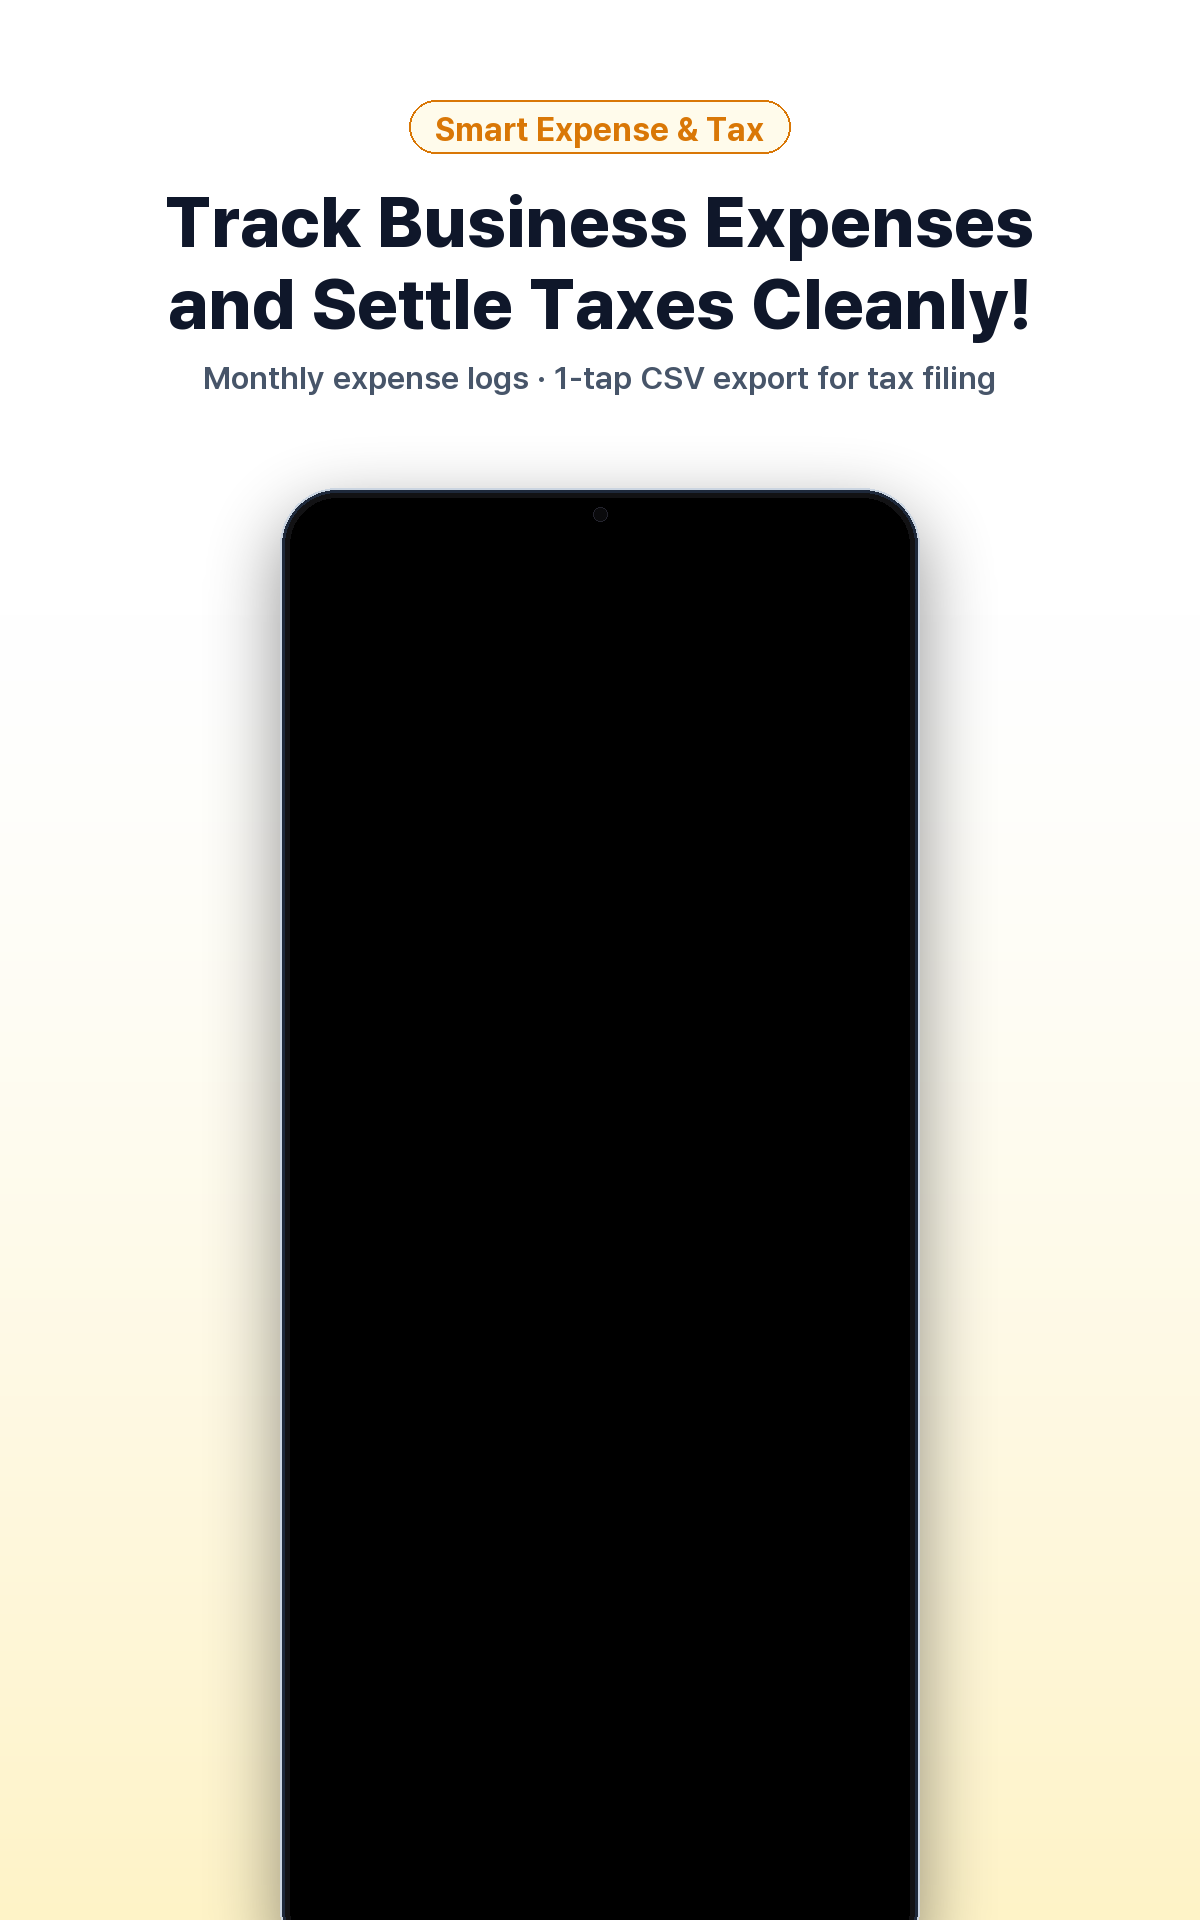 Smart Expense & Tax
Track Business Expenses
and Settle Taxes Cleanly!
Monthly expense logs · 1-tap CSV export for tax filing